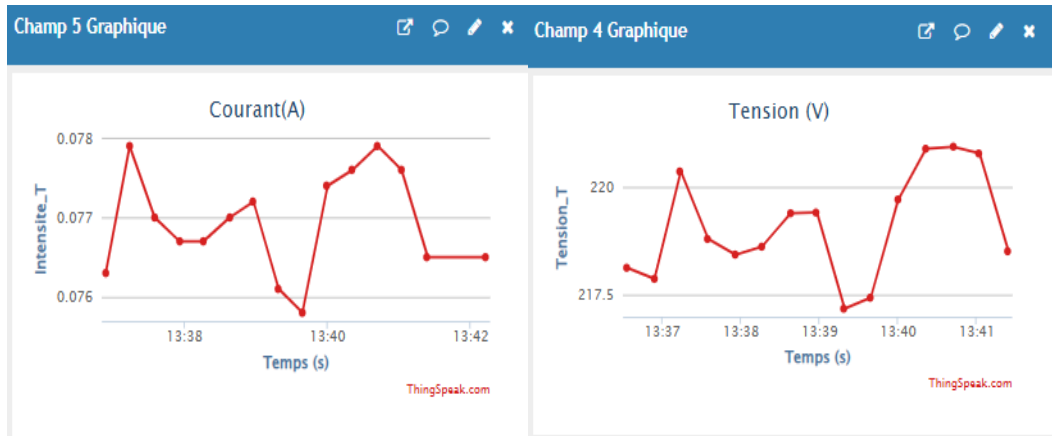 Champ 5 Graphique
Courant(A)
Intensite_T
0.078
0.077
0.076
13:38 13:40 13:42
Temps (s)
ThingSpeak.com
Champ 4 Graphique
Tension (V)
Tension_T
220
217.5
13:37 13:38 13:39 13:40 13:41
Temps (s)
ThingSpeak.com